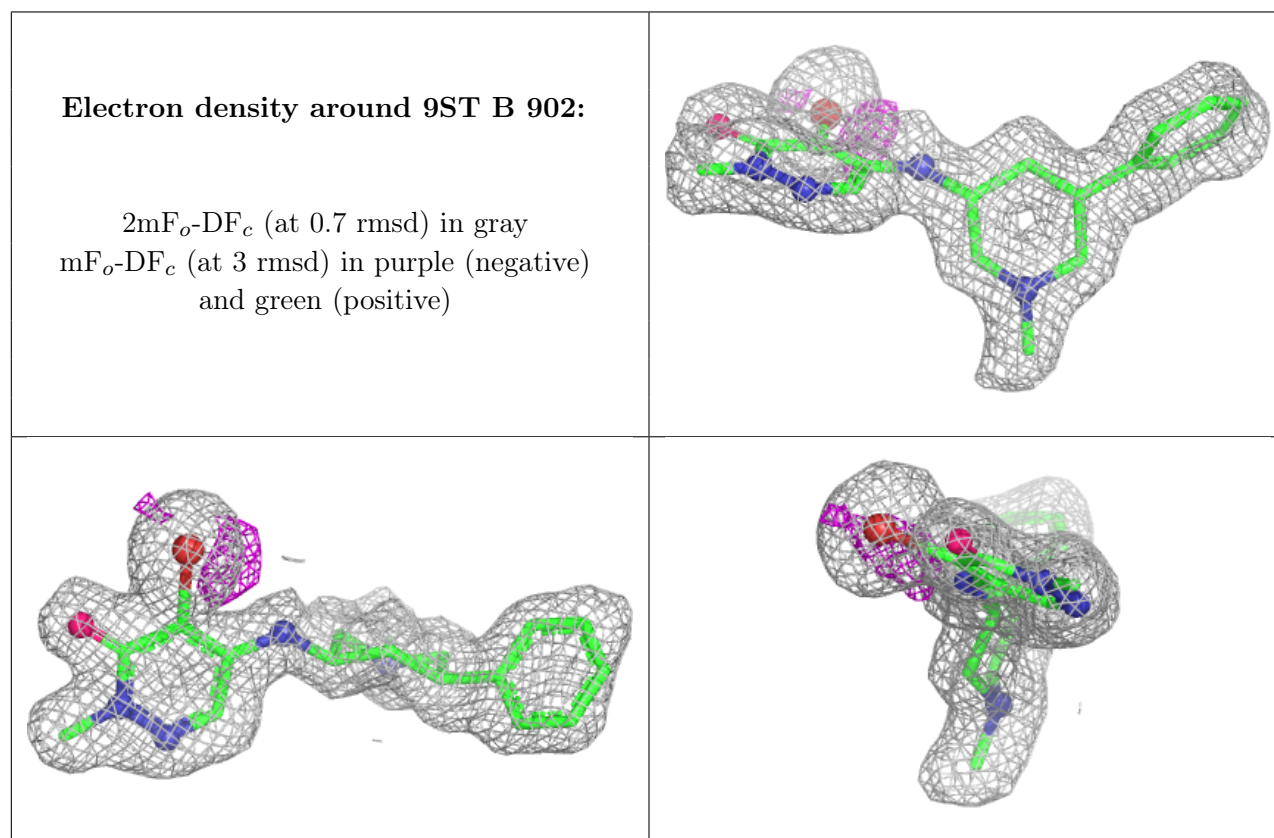 Electron density around 9ST B 902:
2mFₒ-DF𝒸 (at 0.7 rmsd) in gray
mFₒ-DF𝒸 (at 3 rmsd) in purple (negative)
and green (positive)